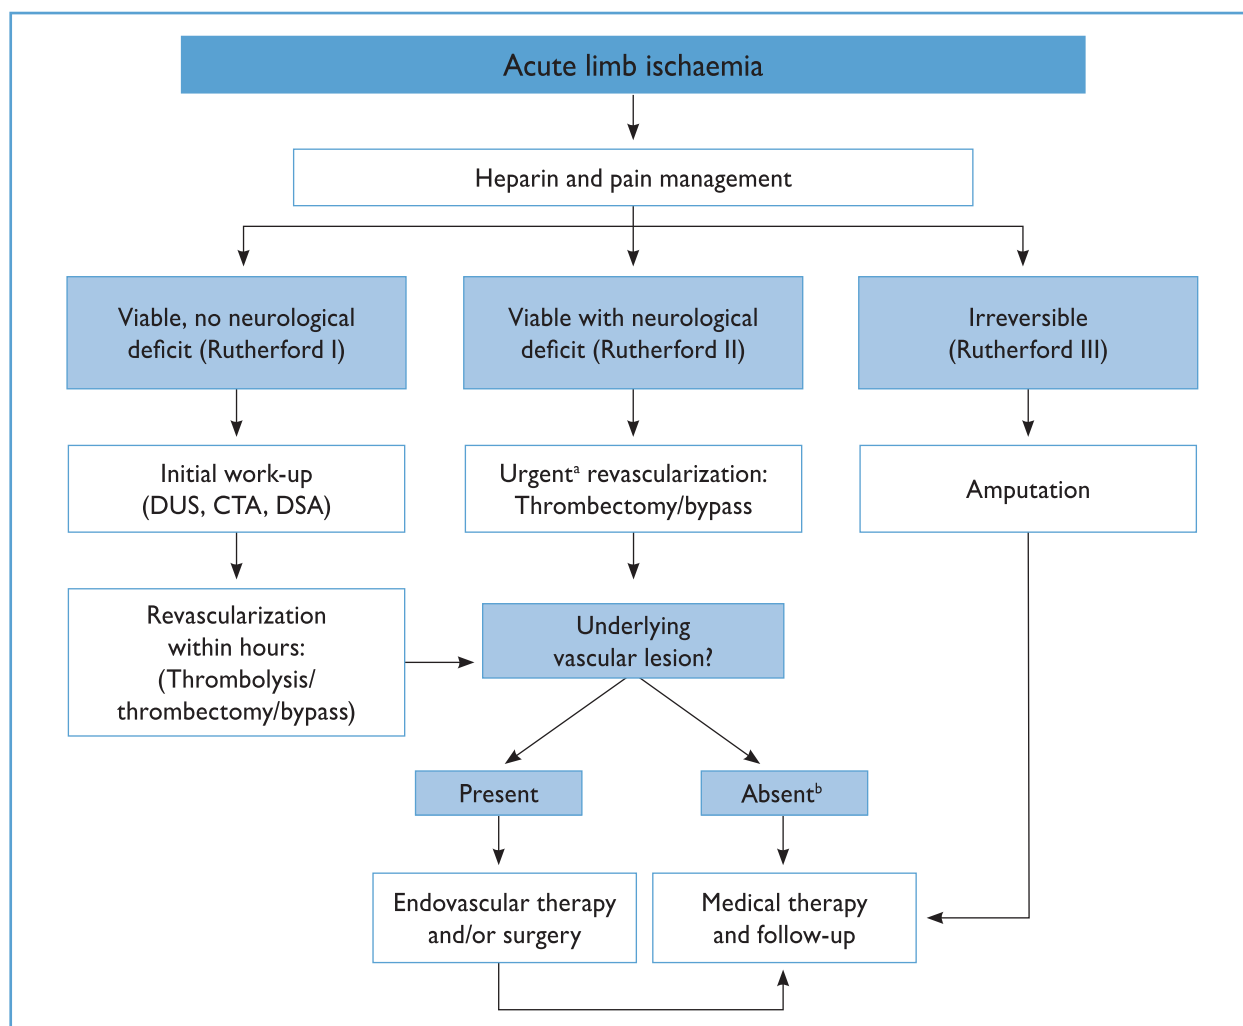 Acute limb ischaemia
Heparin and pain management
Viable, no neurological
deficit (Rutherford I)
Viable with neurological
deficit (Rutherford II)
Irreversible
(Rutherford III)
Initial work-up
(DUS, CTA, DSA)
Urgentᵃ revascularization:
Thrombectomy/bypass
Amputation
Revascularization
within hours:
(Thrombolysis/
thrombectomy/bypass)
Underlying
vascular lesion?
Present
Absentᵇ
Endovascular therapy
and/or surgery
Medical therapy
and follow-up